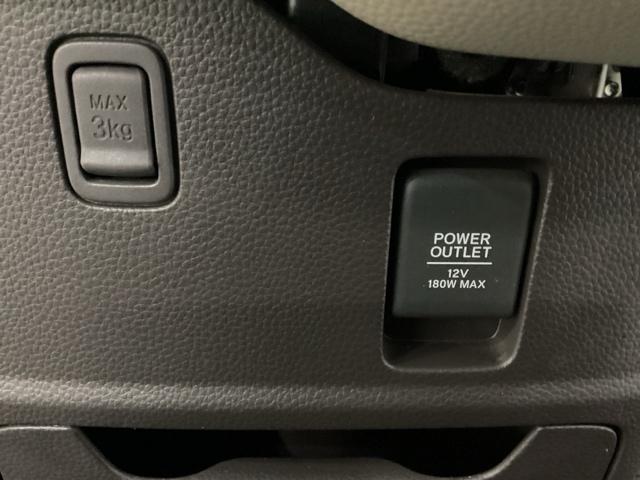 MAX
3kg
POWER
OUTLET
12V
180W MAX